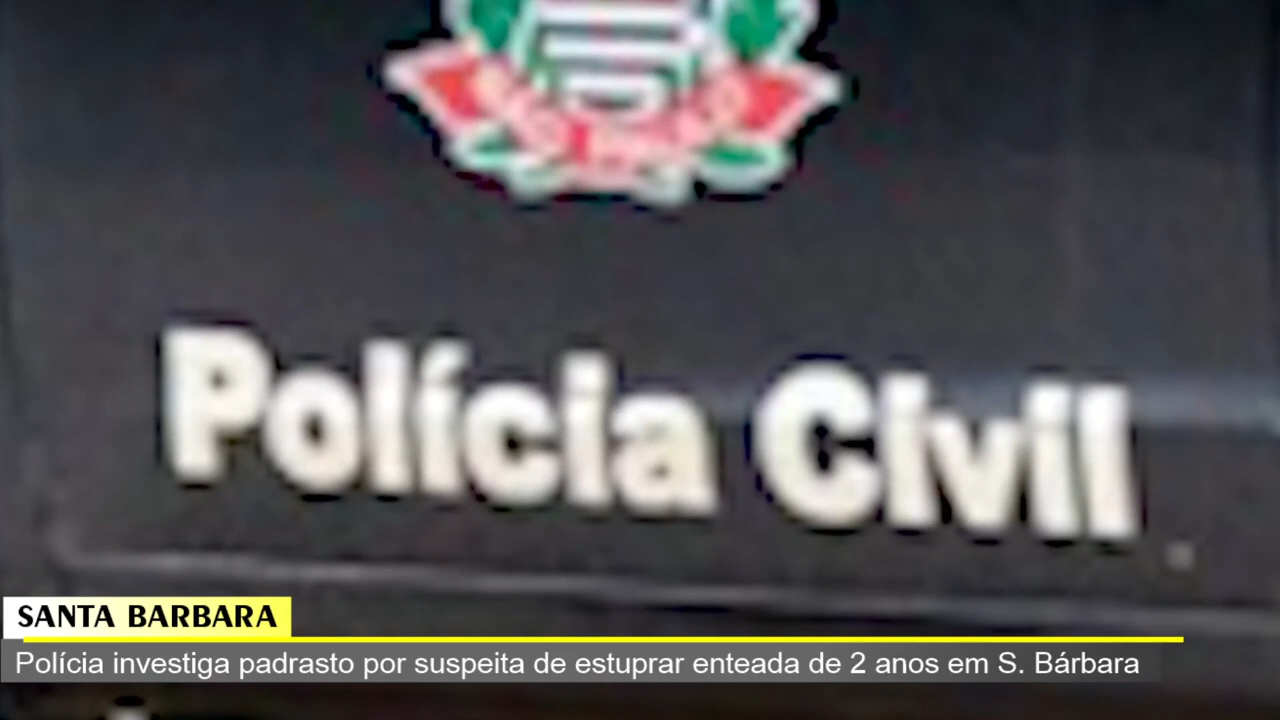 Polícia Civil
SANTA BARBARA
Polícia investiga padrasto por suspeita de estuprar enteada de 2 anos em S. Bárbara